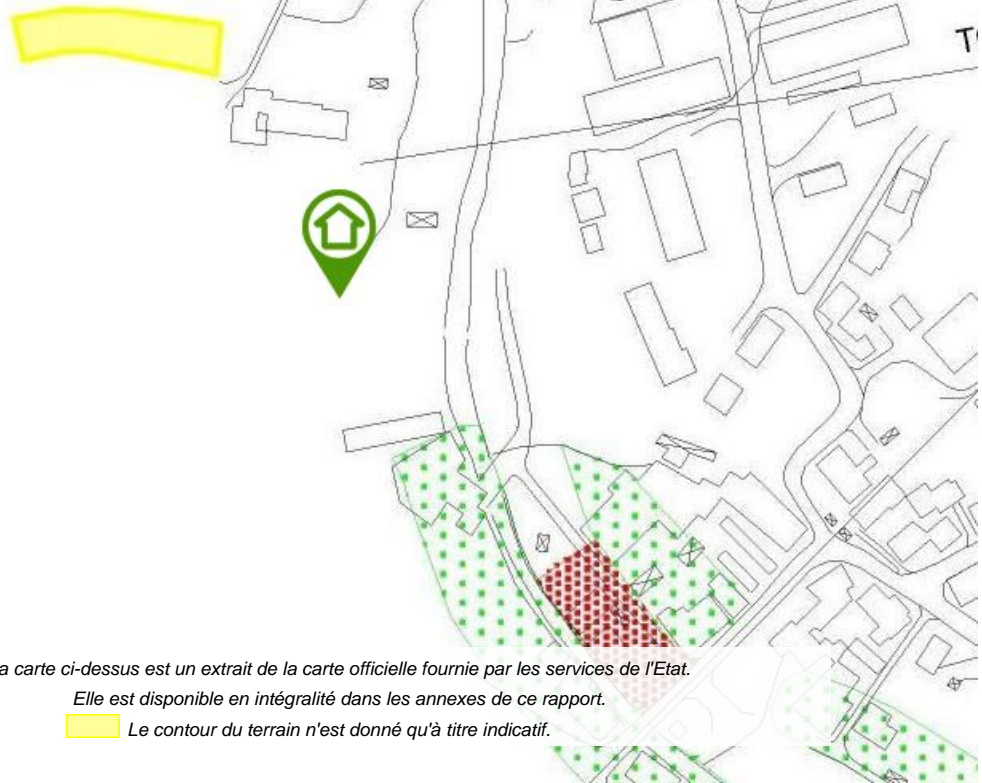 a carte ci-dessus est un extrait de la carte officielle fournie par les services de l'Etat.
Elle est disponible en intégralité dans les annexes de ce rapport.
Le contour du terrain n'est donné qu'à titre indicatif.